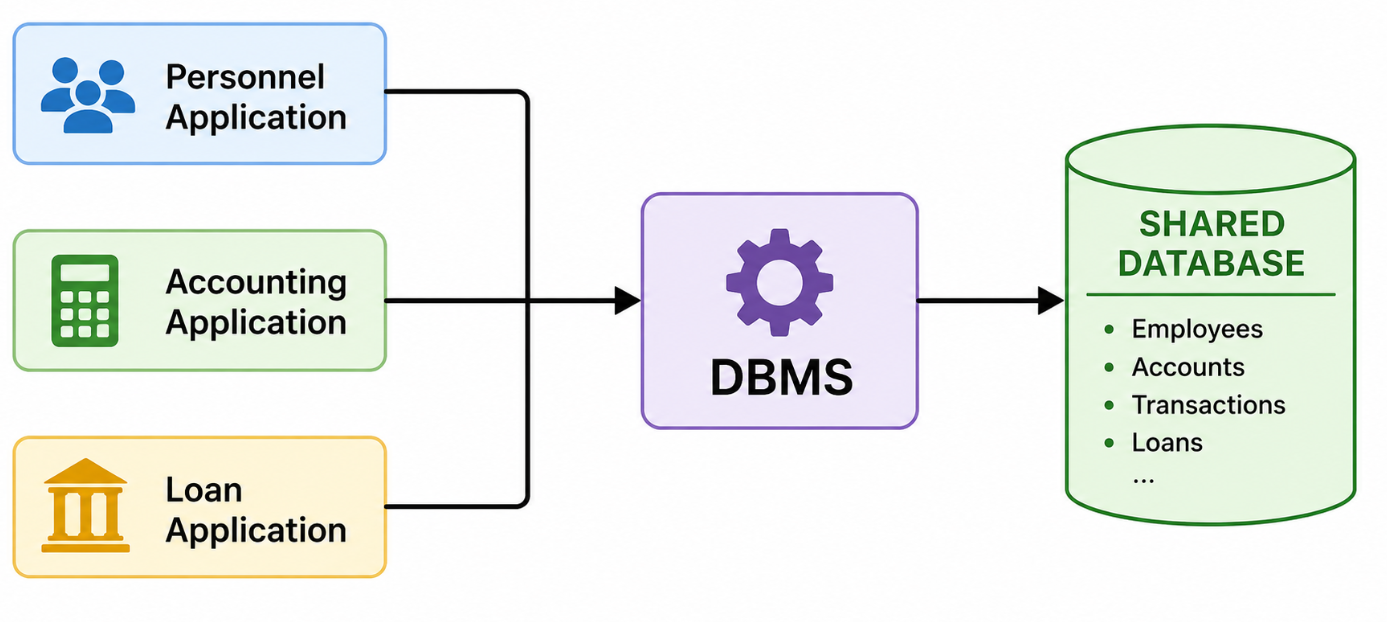 Personnel
Application
Accounting
Application
Loan
Application
DBMS
SHARED
DATABASE
• Employees
• Accounts
• Transactions
• Loans
...